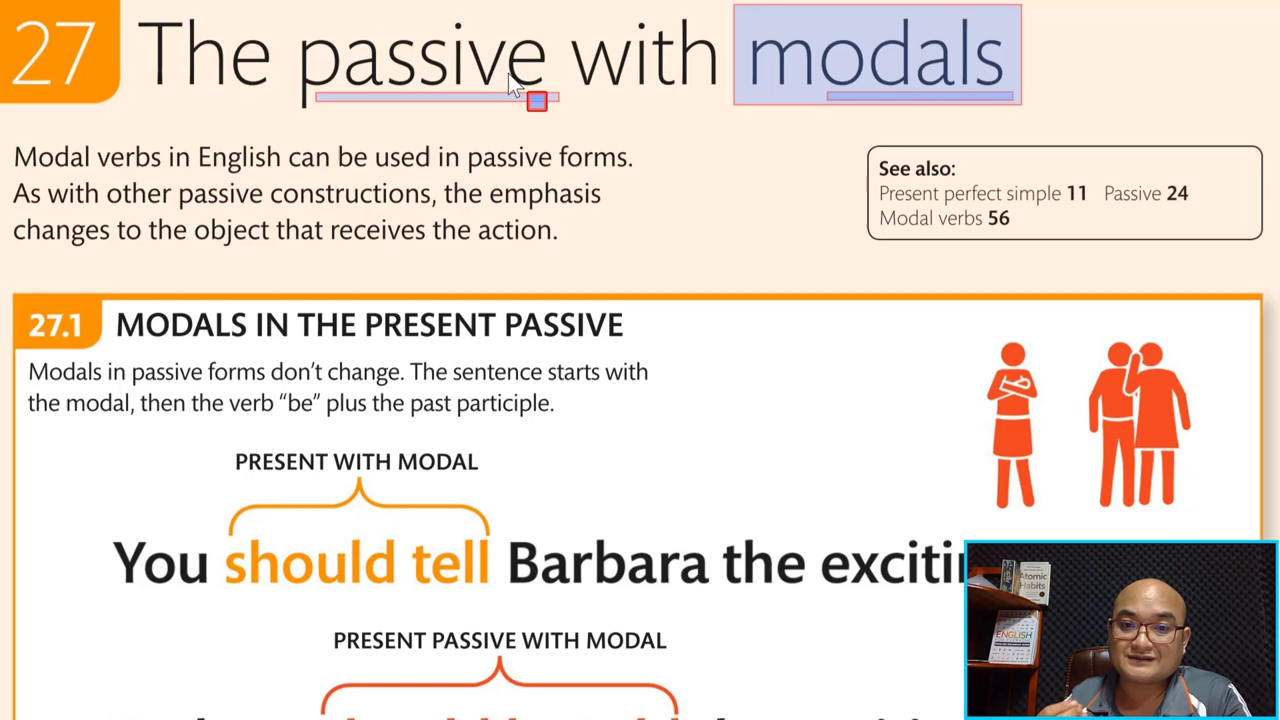 27 The passive with modals
Modal verbs in English can be used in passive forms.
As with other passive constructions, the emphasis
changes to the object that receives the action.
See also:
Present perfect simple 11 Passive 24
Modal verbs 56
27.1 MODALS IN THE PRESENT PASSIVE
Modals in passive forms don't change. The sentence starts with
the modal, then the verb “be” plus the past participle.
PRESENT WITH MODAL
You should tell Barbara the exciti
PRESENT PASSIVE WITH MODAL
Atomic
Habits
ENGLISH